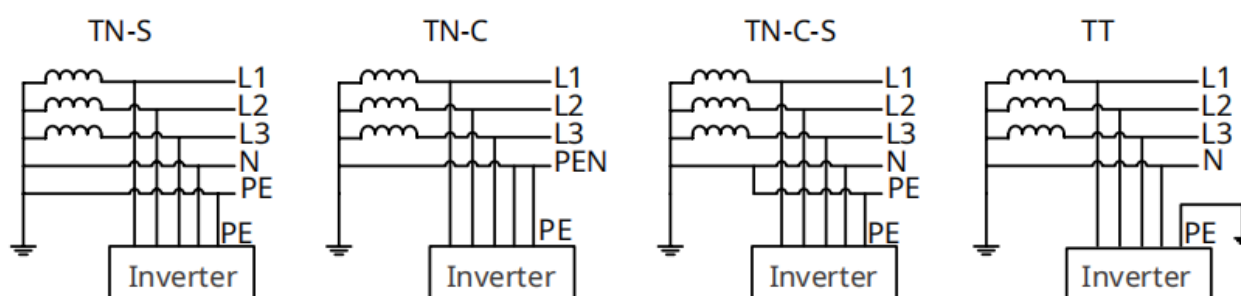 TN-S TN-C TN-C-S TT
L1 L1 L1 L1
L2 L2 L2 L2
L3 L3 L3 L3
N PEN N N
PE PE
PE PE PE PE
Inverter Inverter Inverter Inverter